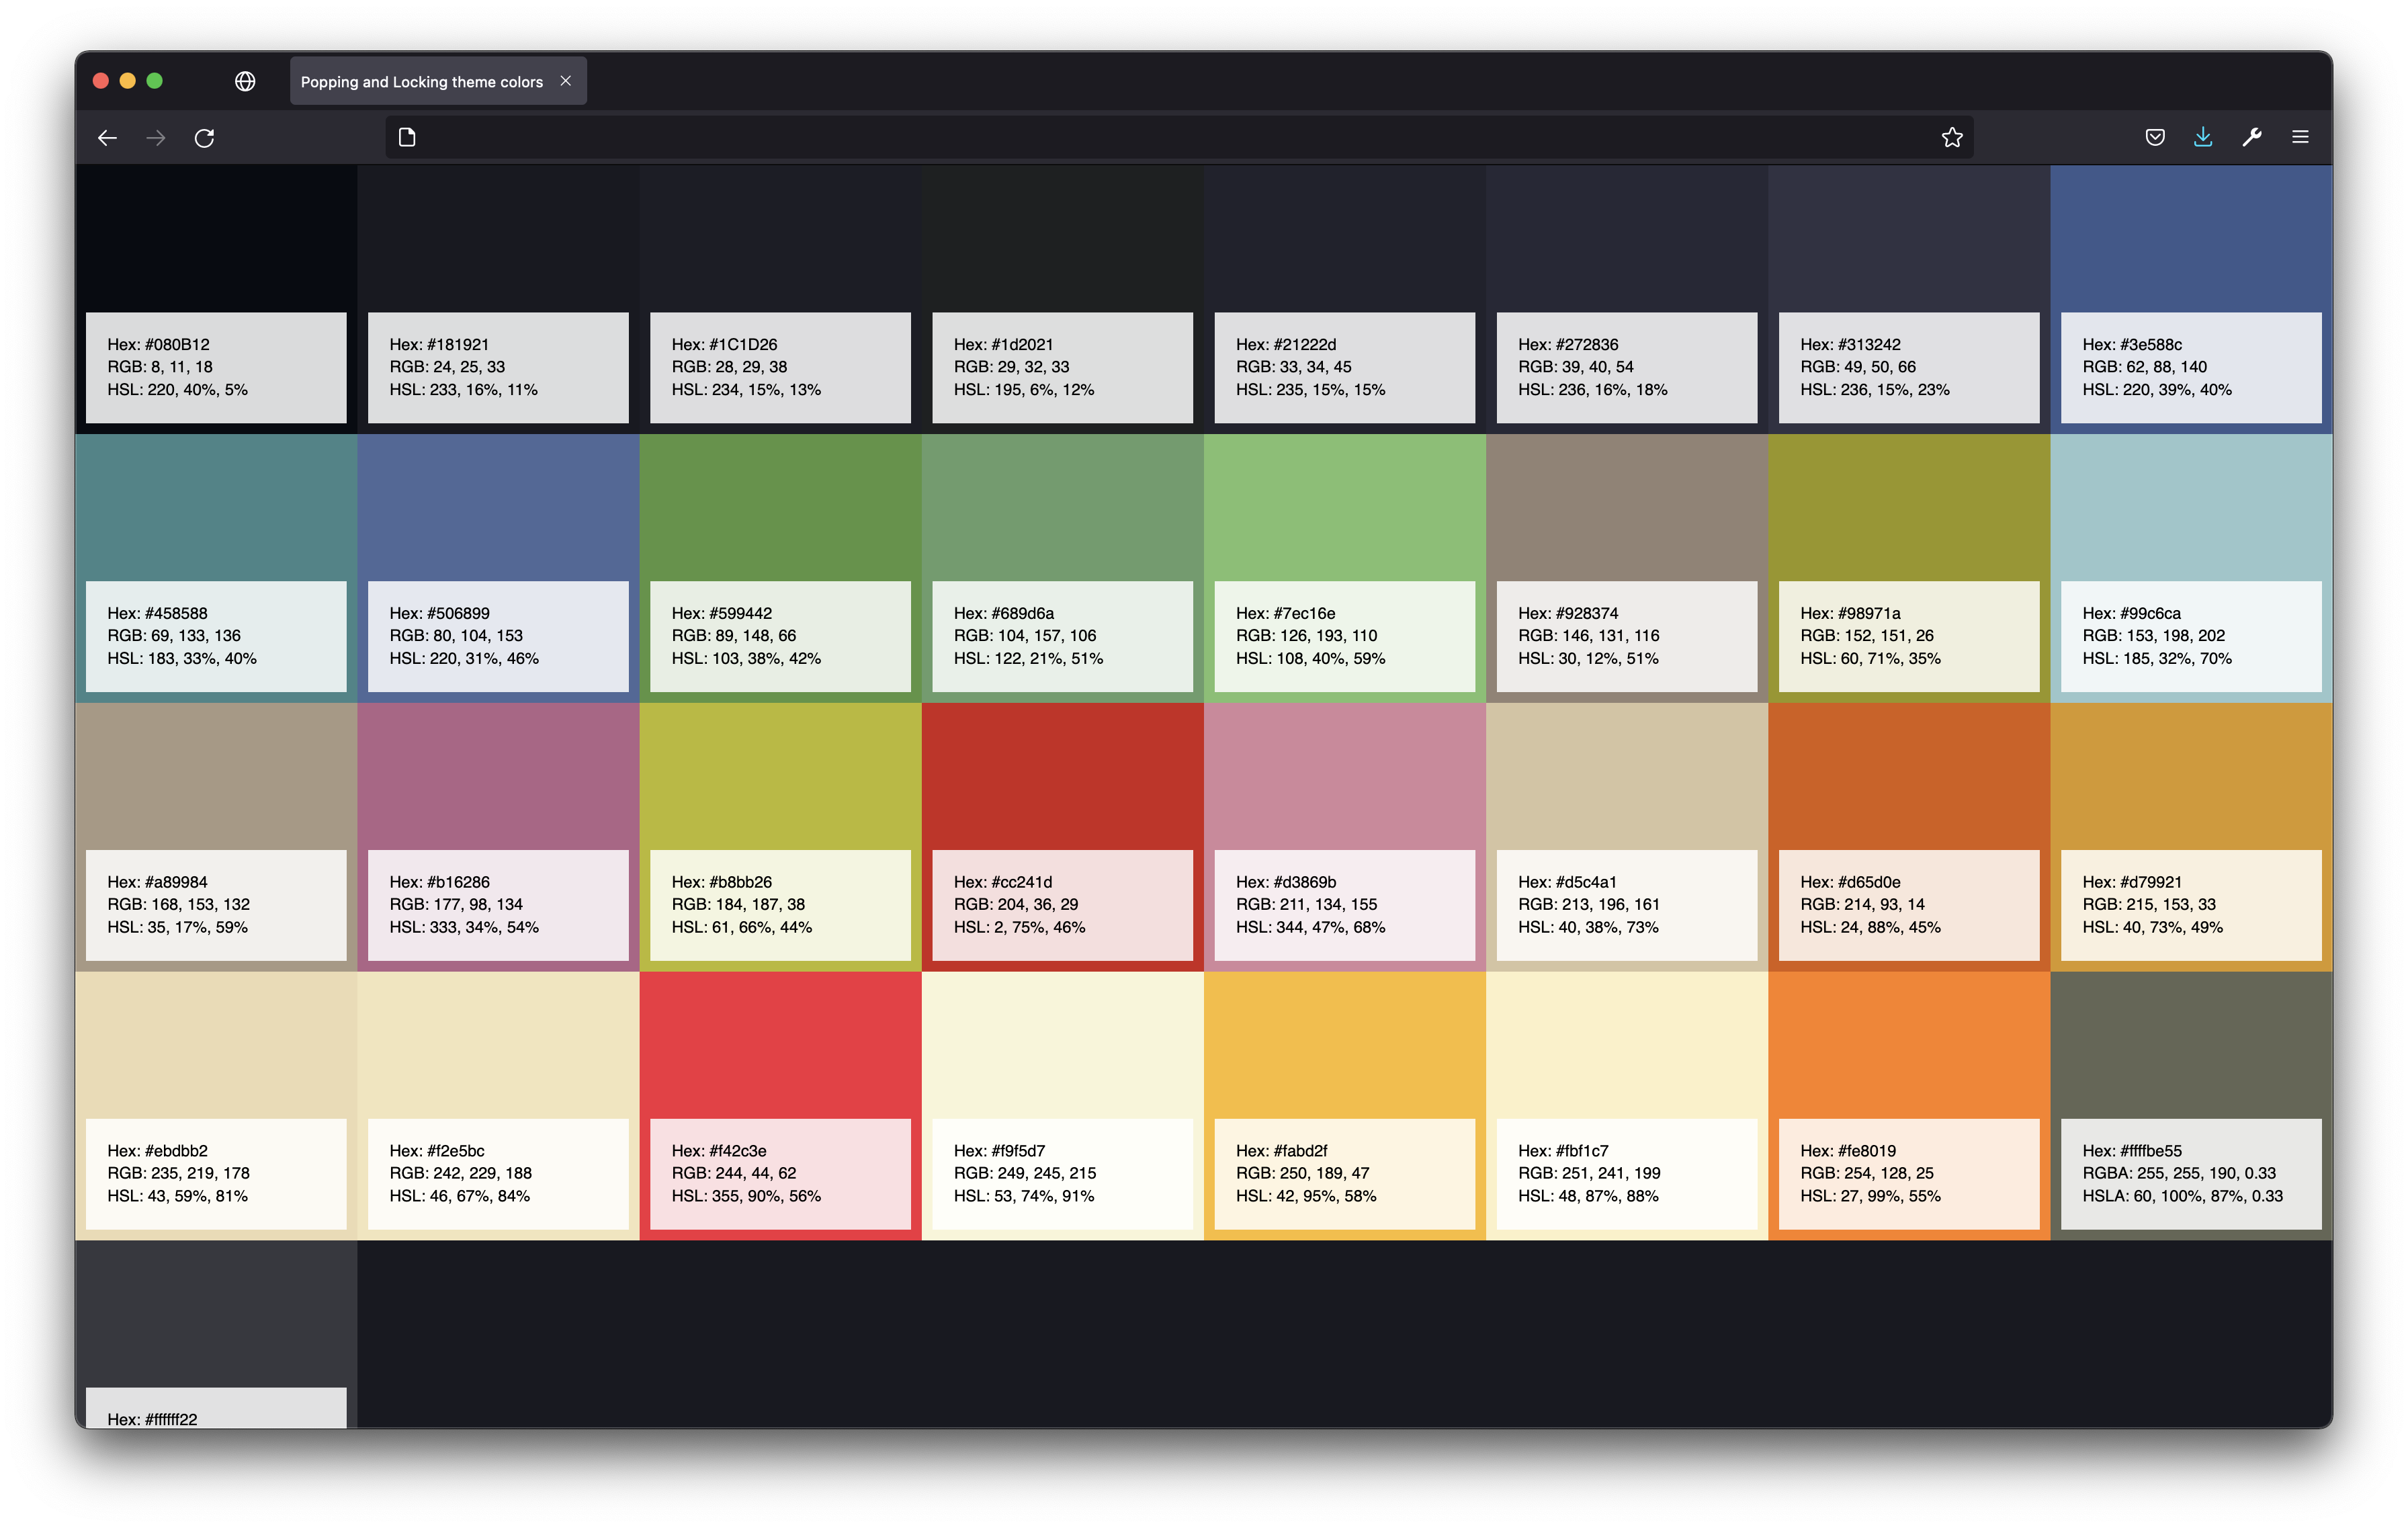 Popping and Locking theme colors
Hex: #080B12
RGB: 8, 11, 18
HSL: 220, 40%, 5%
Hex: #181921
RGB: 24, 25, 33
HSL: 233, 16%, 11%
Hex: #1C1D26
RGB: 28, 29, 38
HSL: 234, 15%, 13%
Hex: #1d2021
RGB: 29, 32, 33
HSL: 195, 6%, 12%
Hex: #21222d
RGB: 33, 34, 45
HSL: 235, 15%, 15%
Hex: #272836
RGB: 39, 40, 54
HSL: 236, 16%, 18%
Hex: #313242
RGB: 49, 50, 66
HSL: 236, 15%, 23%
Hex: #3e588c
RGB: 62, 88, 140
HSL: 220, 39%, 40%
Hex: #458588
RGB: 69, 133, 136
HSL: 183, 33%, 40%
Hex: #506899
RGB: 80, 104, 153
HSL: 220, 31%, 46%
Hex: #599442
RGB: 89, 148, 66
HSL: 103, 38%, 42%
Hex: #689d6a
RGB: 104, 157, 106
HSL: 122, 21%, 51%
Hex: #7ec16e
RGB: 126, 193, 110
HSL: 108, 40%, 59%
Hex: #928374
RGB: 146, 131, 116
HSL: 30, 12%, 51%
Hex: #98971a
RGB: 152, 151, 26
HSL: 60, 71%, 35%
Hex: #99c6ca
RGB: 153, 198, 202
HSL: 185, 32%, 70%
Hex: #a89984
RGB: 168, 153, 132
HSL: 35, 17%, 59%
Hex: #b16286
RGB: 177, 98, 134
HSL: 333, 34%, 54%
Hex: #b8bb26
RGB: 184, 187, 38
HSL: 61, 66%, 44%
Hex: #cc241d
RGB: 204, 36, 29
HSL: 2, 75%, 46%
Hex: #d3869b
RGB: 211, 134, 155
HSL: 344, 47%, 68%
Hex: #d5c4a1
RGB: 213, 196, 161
HSL: 40, 38%, 73%
Hex: #d65d0e
RGB: 214, 93, 14
HSL: 24, 88%, 45%
Hex: #d79921
RGB: 215, 153, 33
HSL: 40, 73%, 49%
Hex: #ebdbb2
RGB: 235, 219, 178
HSL: 43, 59%, 81%
Hex: #f2e5bc
RGB: 242, 229, 188
HSL: 46, 67%, 84%
Hex: #f42c3e
RGB: 244, 44, 62
HSL: 355, 90%, 56%
Hex: #f9f5d7
RGB: 249, 245, 215
HSL: 53, 74%, 91%
Hex: #fabd2f
RGB: 250, 189, 47
HSL: 42, 95%, 58%
Hex: #fbf1c7
RGB: 251, 241, 199
HSL: 48, 87%, 88%
Hex: #fe8019
RGB: 254, 128, 25
HSL: 27, 99%, 55%
Hex: #ffffbe55
RGBA: 255, 255, 190, 0.33
HSLA: 60, 100%, 87%, 0.33
Hex: #ffffff22